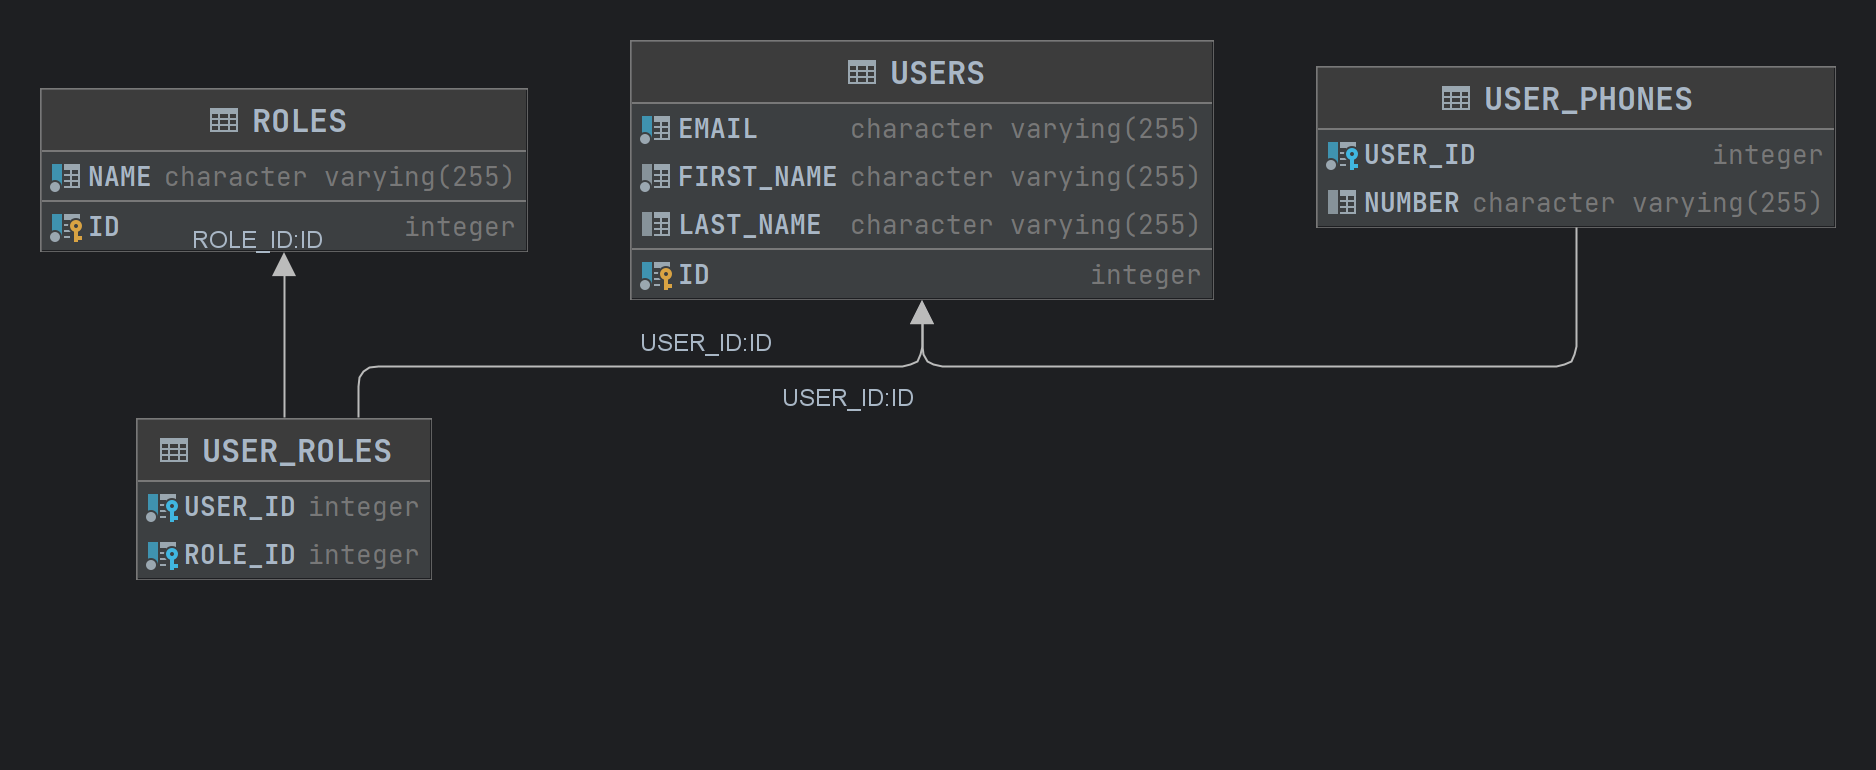 ROLES
NAME character varying(255)
ID integer
ROLE_ID:ID
USERS
EMAIL character varying(255)
FIRST_NAME character varying(255)
LAST_NAME character varying(255)
ID integer
USER_PHONES
USER_ID integer
NUMBER character varying(255)
USER_ID:ID
USER_ID:ID
USER_ROLES
USER_ID integer
ROLE_ID integer